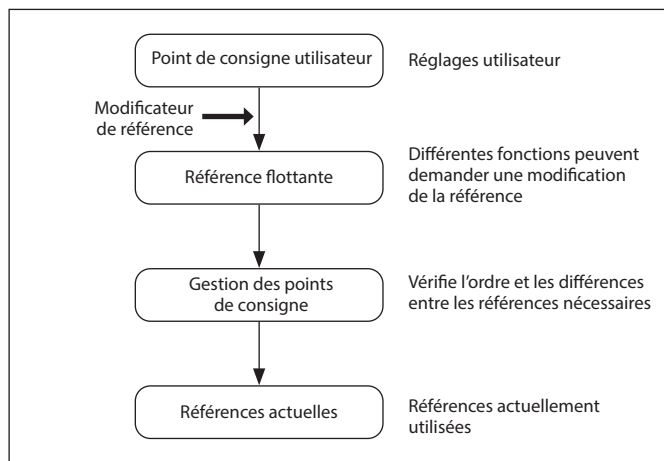 Point de consigne utilisateur
Réglages utilisateur
Modificateur
de référence
Référence flottante
Différentes fonctions peuvent
demander une modification
de la référence
Gestion des points
de consigne
Vérifie l’ordre et les différences
entre les références nécessaires
Références actuelles
Références actuellement
utilisées